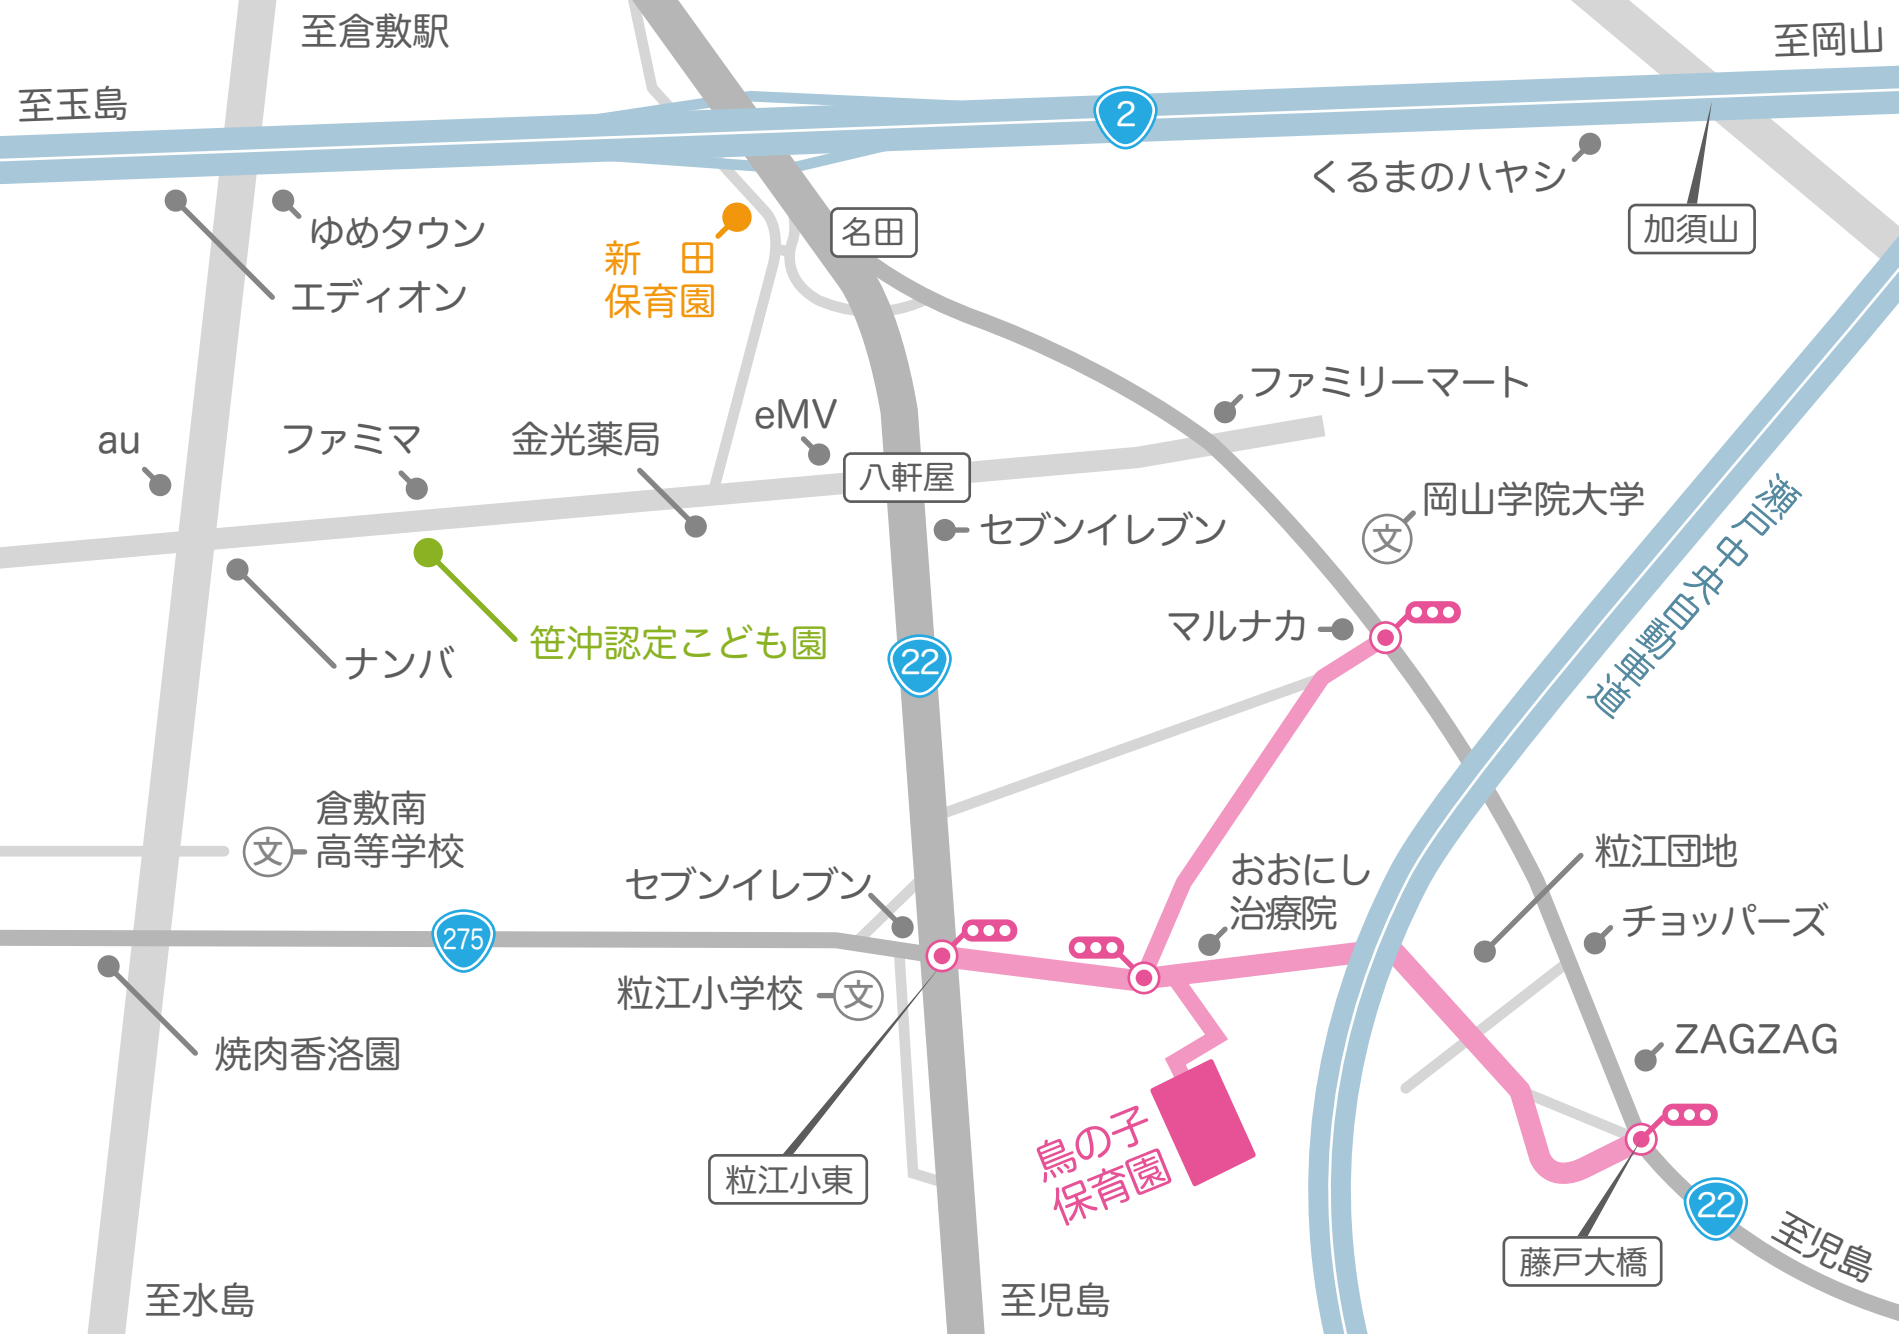 至倉敷駅
至岡山
至玉島
2
くるまのハヤシ
ゆめタウン
名田
加須山
新　田
保育園
エディオン
ファミリーマート
eMV
au
ファミマ
金光薬局
八軒屋
岡山学院大学
文
セブンイレブン
瀬戸中央自動車道
マルナカ
笹沖認定こども園
ナンバ
22
倉敷南
高等学校
文
おおにし
治療院
粒江団地
セブンイレブン
チョッパーズ
275
粒江小学校
文
焼肉香洛園
ZAGZAG
鳥の子
保育園
粒江小東
22
至児島
藤戸大橋
至水島
至児島